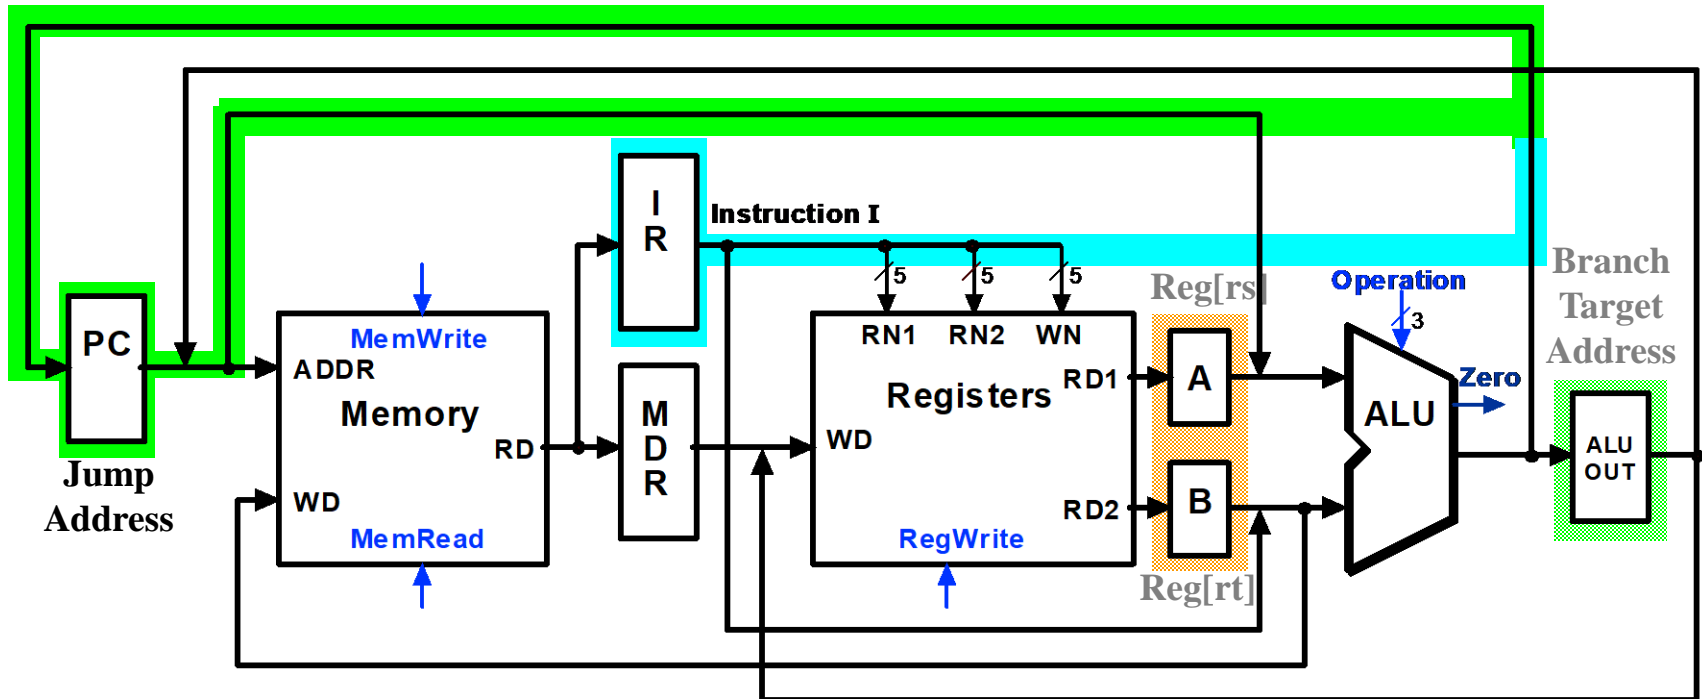 I
R
Instruction I
5
5
5
Branch
Target
Address
Reg[rs]
Operation
3
PC
MemWrite
RN1
RN2
WN
ADDR
RD1
A
Zero
Memory
Registers
ALU
M
D
R
RD
WD
ALU
OUT
Jump
Address
WD
RD2
B
MemRead
RegWrite
Reg[rt]